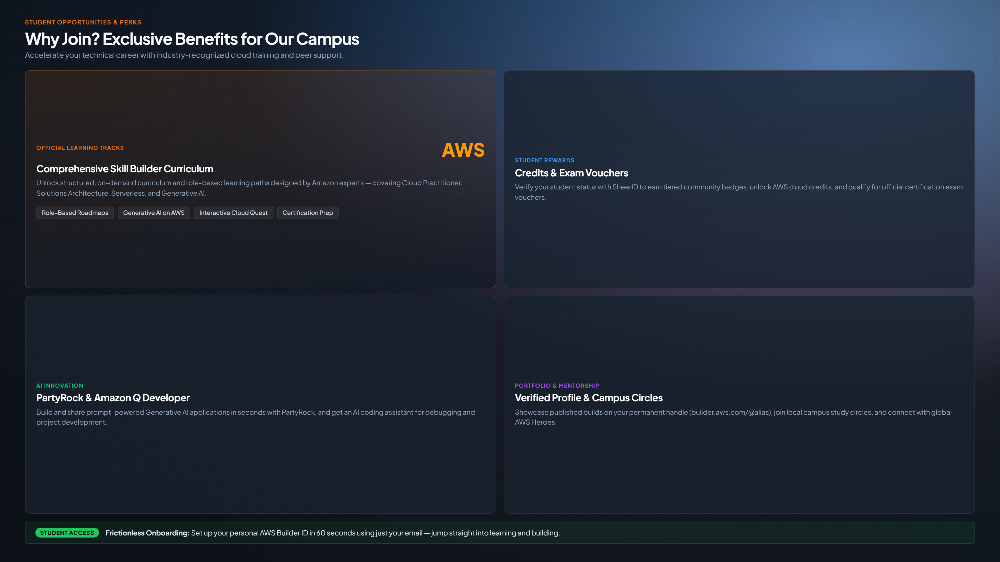 STUDENT OPPORTUNITIES & PERKS
Why Join? Exclusive Benefits for Our Campus
Accelerate your technical career with industry-recognized cloud training and peer support.
OFFICIAL LEARNING TRACKS
AWS
Comprehensive Skill Builder Curriculum
Unlock structured, on-demand curriculum and role-based learning paths designed by Amazon experts — covering Cloud Practitioner,
Solutions Architecture, Serverless, and Generative AI.
Role-Based Roadmaps
Generative AI on AWS
Interactive Cloud Quest
Certification Prep
STUDENT REWARDS
Credits & Exam Vouchers
Verify your student status with SheerID to earn tiered community badges, unlock AWS cloud credits, and qualify for official certification exam
vouchers.
AI INNOVATION
PartyRock & Amazon Q Developer
Build and share prompt-powered Generative AI applications in seconds with PartyRock, and get an AI coding assistant for debugging and
project development.
PORTFOLIO & MENTORSHIP
Verified Profile & Campus Circles
Showcase published builds on your permanent handle (builder.aws.com/@alias), join local campus study circles, and connect with global
AWS Heroes.
STUDENT ACCESS
Frictionless Onboarding: Set up your personal AWS Builder ID in 60 seconds using just your email — jump straight into learning and building.